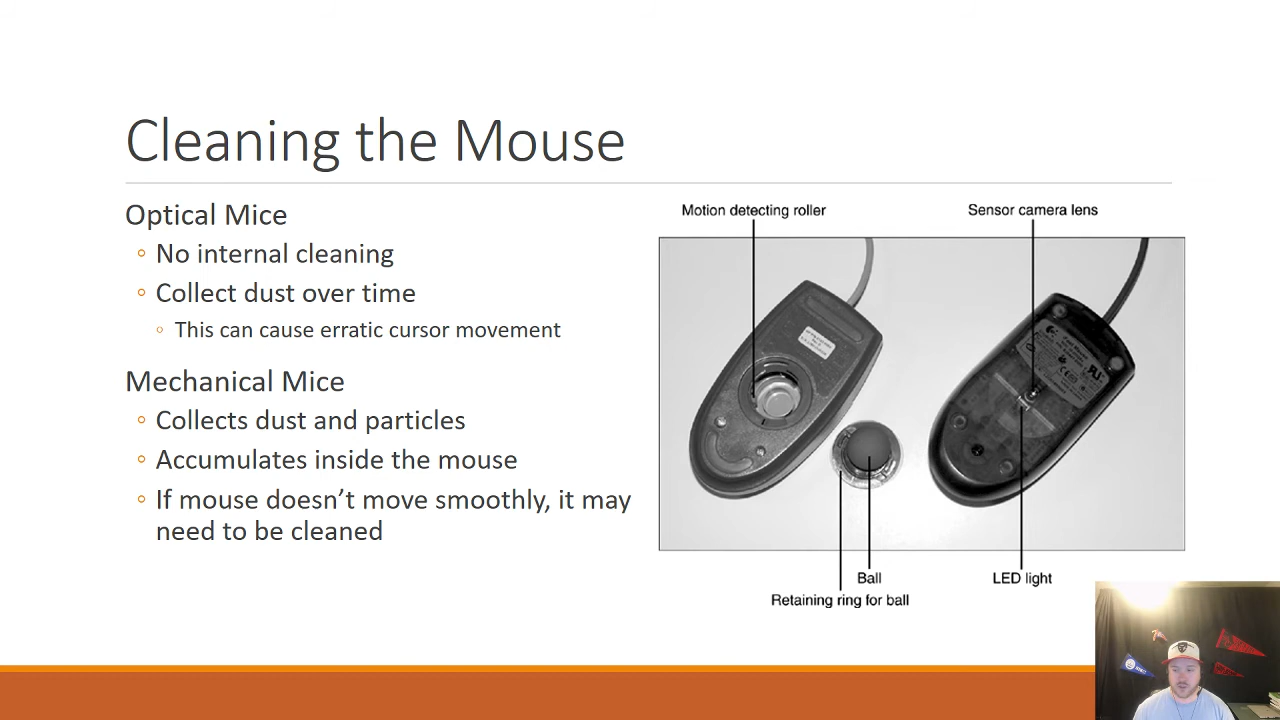 Cleaning the Mouse
Optical Mice
No internal cleaning
Collect dust over time
This can cause erratic cursor movement
Mechanical Mice
Collects dust and particles
Accumulates inside the mouse
If mouse doesn’t move smoothly, it may
need to be cleaned
Motion detecting roller
Sensor camera lens
Ball
Retaining ring for ball
LED light